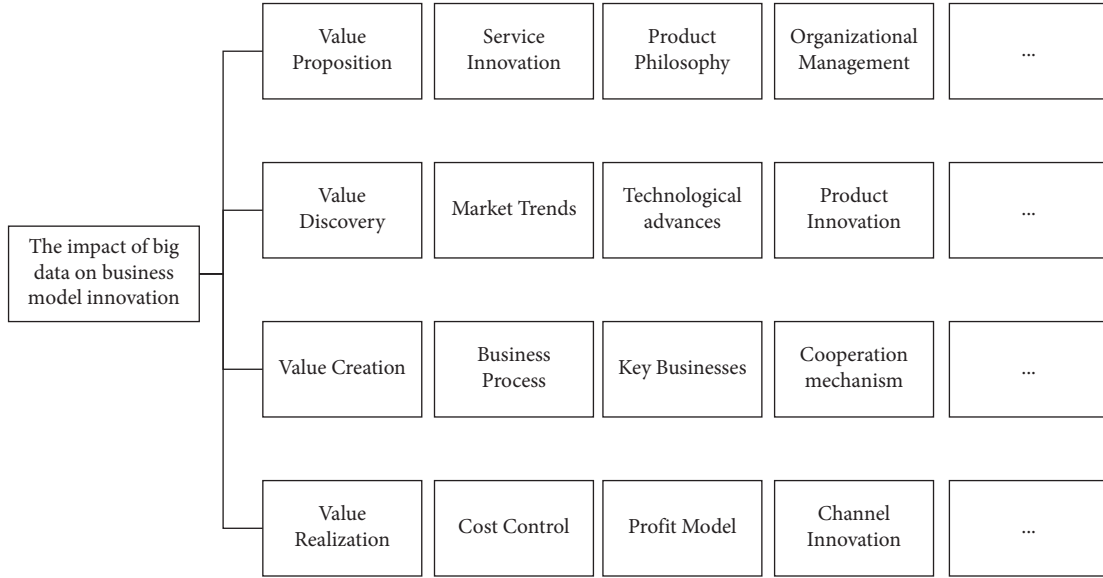 Value
Proposition
Service
Innovation
Product
Philosophy
Organizational
Management
...
Value
Discovery
Market Trends
Technological
advances
Product
Innovation
...
The impact of big
data on business
model innovation
Value Creation
Business
Process
Key Businesses
Cooperation
mechanism
...
Value
Realization
Cost Control
Profit Model
Channel
Innovation
...